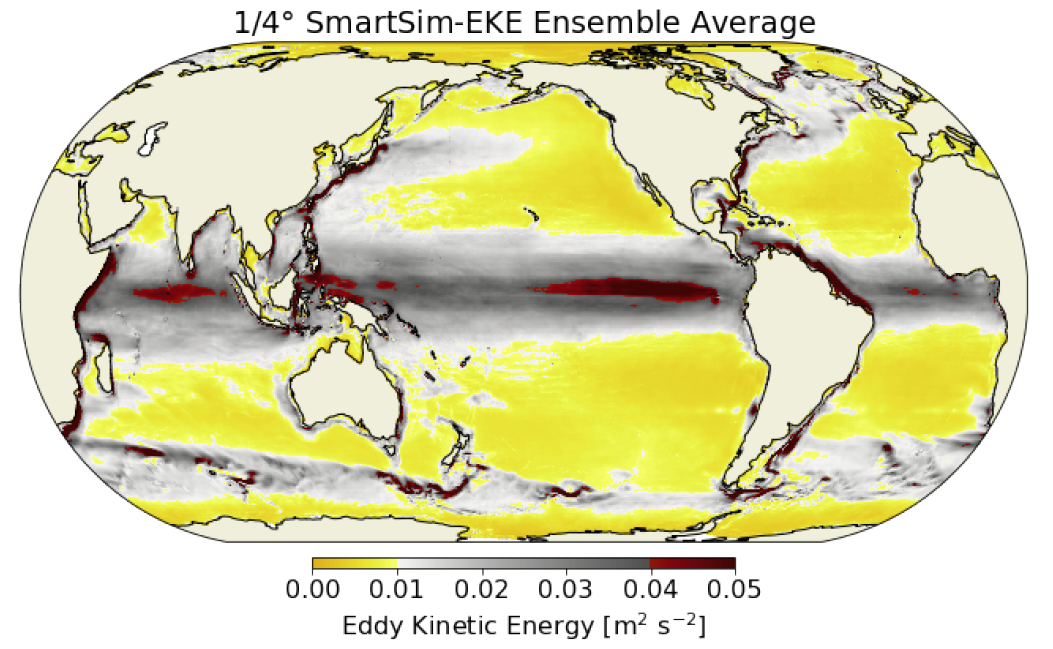 1/4° SmartSim-EKE Ensemble Average
0.00 0.01 0.02 0.03 0.04 0.05
Eddy Kinetic Energy [m² s⁻²]